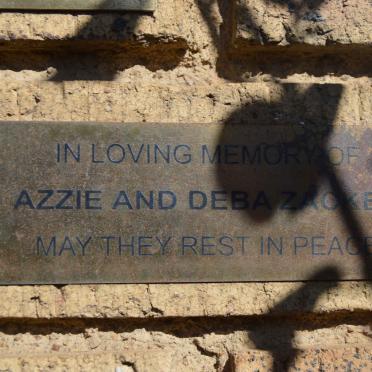 IN LOVING MEMORY OF
AZZIE AND DEBA
MAY THEY REST IN PEACE